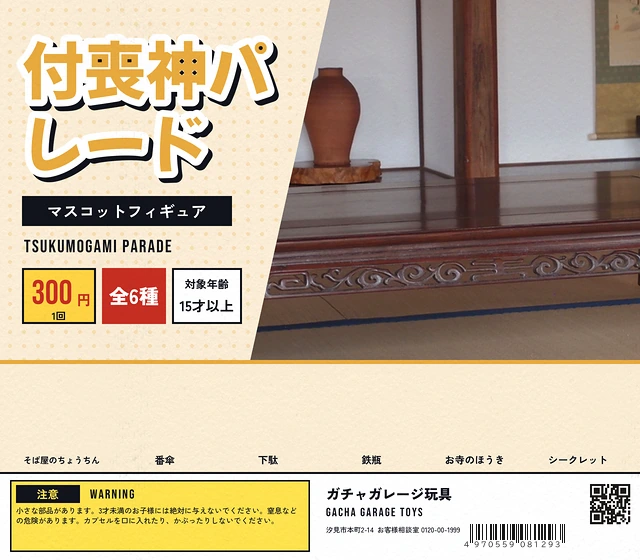 付喪神パ
レード
マスコットフィギュア
TSUKUMOGAMI PARADE
300円
1回
全6種
対象年齢
15才以上
そば屋のちょうちん
番傘
下駄
鉄瓶
お寺のほうき
シークレット
注意 WARNING
小さな部品があります。3才未満のお子様には絶対に与えないでください。窒息など
の危険があります。カプセルを口に入れたり、かぶったりしないでください。
ガチャガレージ玩具
GACHA GARAGE TOYS
汐見市本町2-14 お客様相談室 0120-00-1999
4 970559 081293